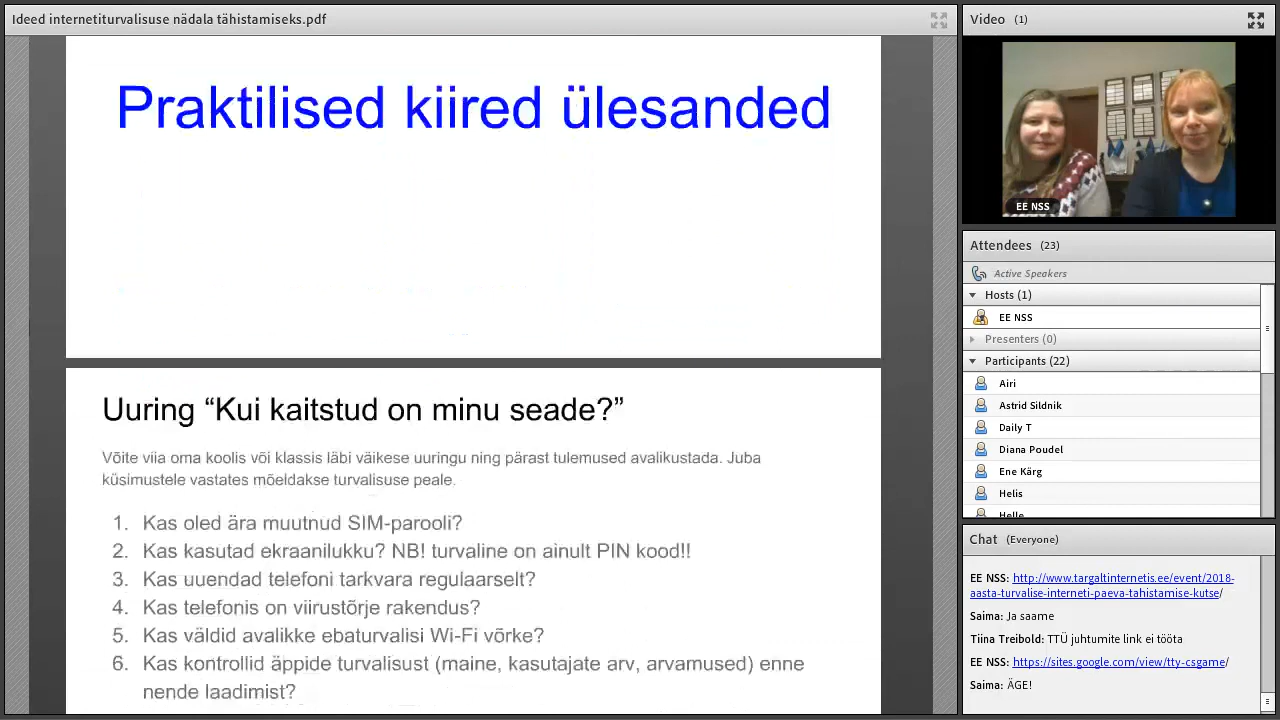 Ideed internetiturvalisuse nädala tähistamiseks.pdf
Praktilised kiired ülesanded
Uuring “Kui kaitstud on minu seade?”
Võite viia oma koolis või klassis läbi väikese uuringu ning pärast tulemused avalikustada. Juba
küsimustele vastates mõeldakse turvalisuse peale.
1. Kas oled ära muutnud SIM-parooli?
2. Kas kasutad ekraanilukku? NB! turvaline on ainult PIN kood!!
3. Kas uuendad telefoni tarkvara regulaarselt?
4. Kas telefonis on viirustõrje rakendus?
5. Kas väldid avalikke ebaturvalisi Wi-Fi võrke?
6. Kas kontrollid äppide turvalisust (maine, kasutajate arv, arvamused) enne
nende laadimist?
Video (1)
EE NSS
Attendees (23)
Active Speakers
Hosts (1)
EE NSS
Presenters (0)
Participants (22)
Airi
Astrid Sildnik
Daily T
Diana Poudel
Ene Kärg
Helis
Helle
Chat (Everyone)
EE NSS: http://www.targaltinternetis.ee/event/2018-
aasta-turvalise-interneti-paeva-tahistamise-kutse/
Saima: Ja saame
Tiina Treibold: TTÜ juhtumite link ei tööta
EE NSS: https://sites.google.com/view/tty-csgame/
Saima: ÄGE!